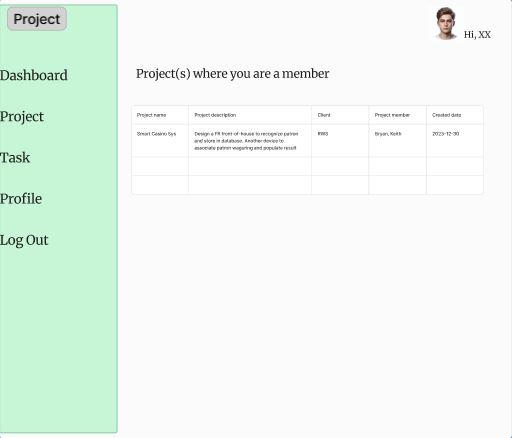 Project
Hi, XX
Dashboard
Project
Task
Profile
Log Out
Project(s) where you are a member
Project name Project description Client Project member Created date
Smart Casino Sys Design a FR front-of-house to recognize patron RWS Bryan, Keith 2023-12-30
and store in database. Another device to
associate patron waguring and populate result